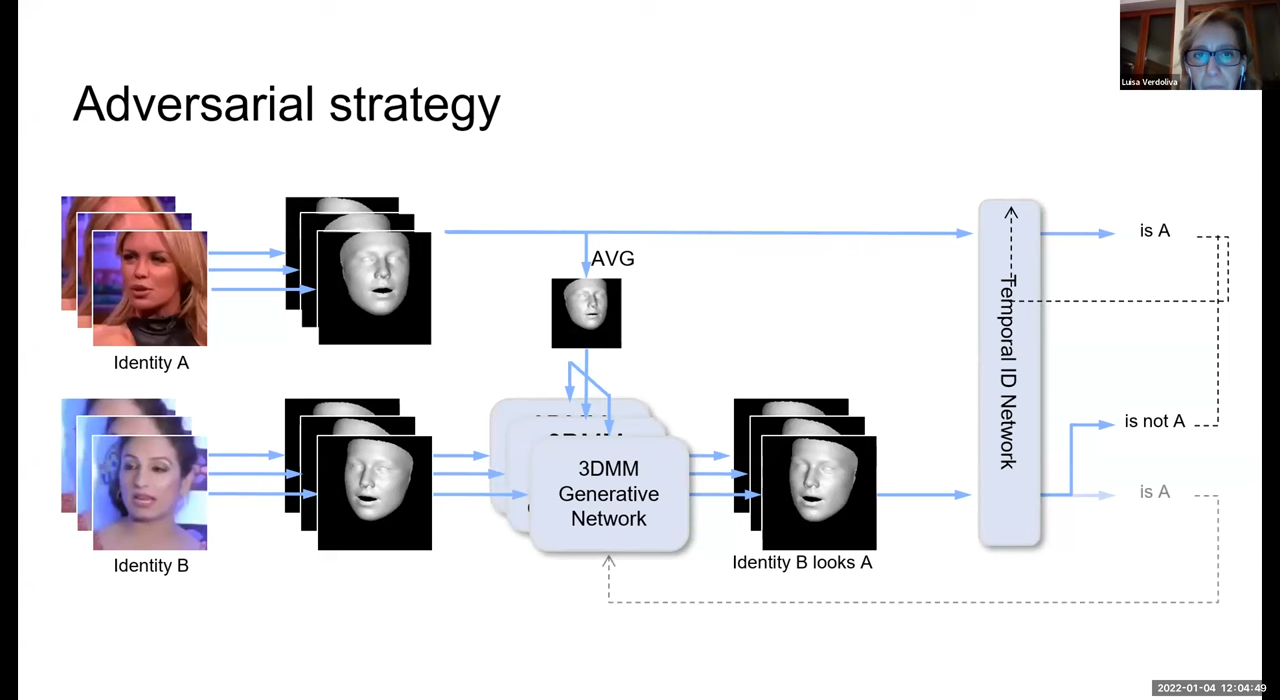 Luisa Verdoliva
Adversarial strategy
AVG
is A
Identity A
Temporal ID Network
is not A
3DMM
Generative
Network
is A
Identity B
Identity B looks A
2022-01-04 12:04:49